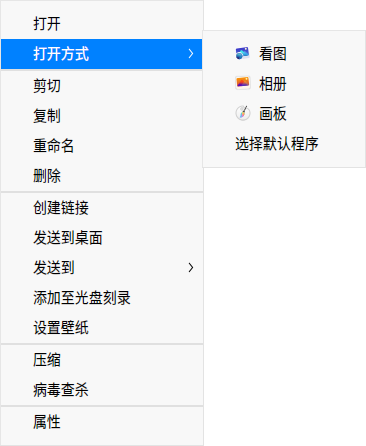 打开
打开方式
剪切
复制
重命名
删除
创建链接
发送到桌面
发送到
添加至光盘刻录
设置壁纸
压缩
病毒查杀
属性
看图
相册
画板
选择默认程序